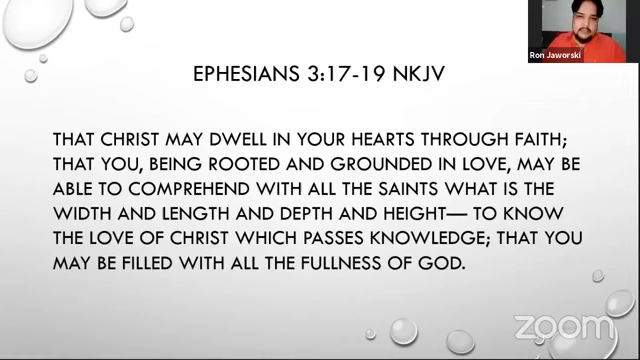 Ron Jaworski
EPHESIANS 3:17-19 NKJV
THAT CHRIST MAY DWELL IN YOUR HEARTS THROUGH FAITH;
THAT YOU, BEING ROOTED AND GROUNDED IN LOVE, MAY BE
ABLE TO COMPREHEND WITH ALL THE SAINTS WHAT IS THE
WIDTH AND LENGTH AND DEPTH AND HEIGHT— TO KNOW
THE LOVE OF CHRIST WHICH PASSES KNOWLEDGE; THAT YOU
MAY BE FILLED WITH ALL THE FULLNESS OF GOD.
zoom